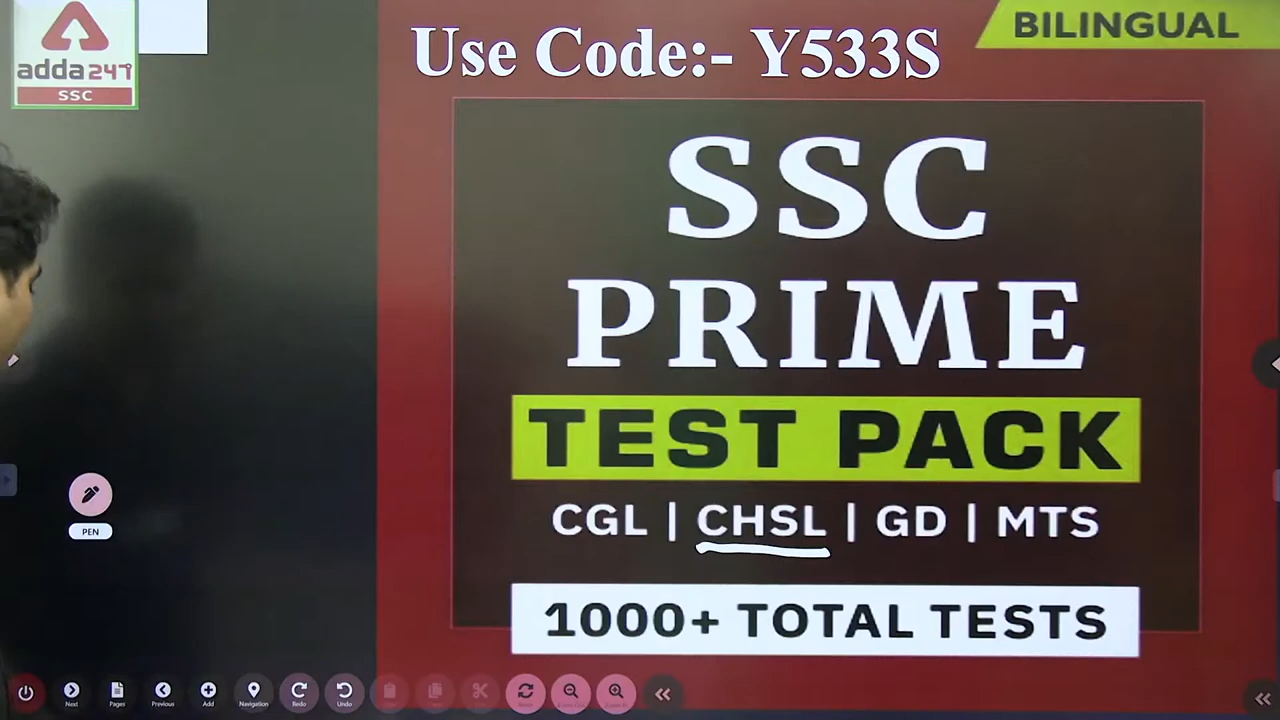 adda247
SSC
Use Code:- Y533S
BILINGUAL
SSC
PRIME
TEST PACK
CGL | CHSL | GD | MTS
1000+ TOTAL TESTS
PEN
Next
Pages
Previous
Add
Navigation
Redo
Undo